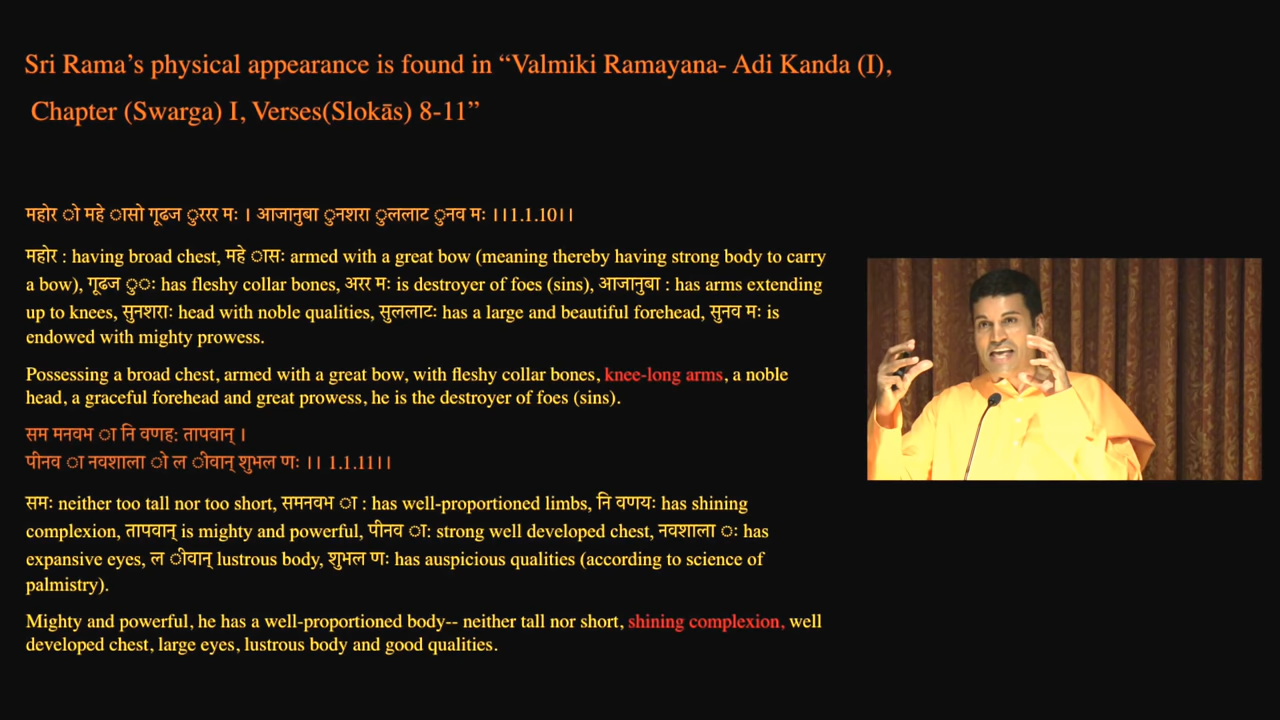 Sri Rama’s physical appearance is found in “Valmiki Ramayana- Adi Kanda (I),
Chapter (Swarga) I, Verses(Slokās) 8-11”
महोर ो महे ासो गूढज ुररर मः । आजानुबा ुनशरा ुललाट ुनव मः ।।1.1.10।।
महोर : having broad chest, महे ासः armed with a great bow (meaning thereby having strong body to carry
a bow), गूढज ुः has fleshy collar bones, अरर मः is destroyer of foes (sins), आजानुबा : has arms extending
up to knees, सुनशराः head with noble qualities, सुललाटः has a large and beautiful forehead, सुनव मः is
endowed with mighty prowess.
Possessing a broad chest, armed with a great bow, with fleshy collar bones, knee-long arms, a noble
head, a graceful forehead and great prowess, he is the destroyer of foes (sins).
सम मनवभ ा नि वणह: तापवान् ।
पीनव ा नवशाला ो ल ीवान् शुभल णः ।। 1.1.11।।
समः neither too tall nor too short, समनवभ ा : has well-proportioned limbs, नि वणयः has shining
complexion, तापवान् is mighty and powerful, पीनव ा: strong well developed chest, नवशाला ः has
expansive eyes, ल ीवान् lustrous body, शुभल णः has auspicious qualities (according to science of
palmistry).
Mighty and powerful, he has a well-proportioned body-- neither tall nor short, shining complexion, well
developed chest, large eyes, lustrous body and good qualities.